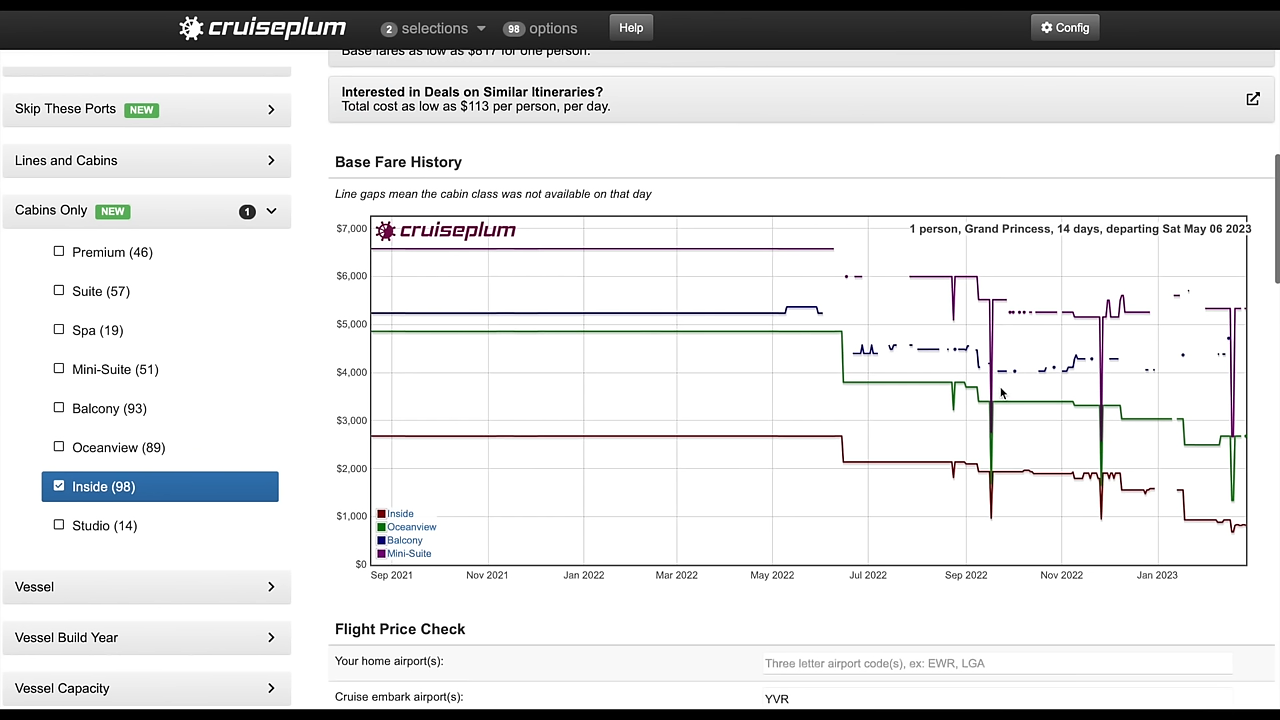 cruiseplum 2 selections 98 options Help Config
Base fares as low as $817 for one person.
Interested in Deals on Similar Itineraries?
Total cost as low as $113 per person, per day.
Skip These Ports NEW
Lines and Cabins
Cabins Only NEW 1
Premium (46)
Suite (57)
Spa (19)
Mini-Suite (51)
Balcony (93)
Oceanview (89)
Inside (98)
Studio (14)
Vessel
Vessel Build Year
Vessel Capacity
Base Fare History
Line gaps mean the cabin class was not available on that day
cruiseplum
1 person, Grand Princess, 14 days, departing Sat May 06 2023
$7,000
$6,000
$5,000
$4,000
$3,000
$2,000
$1,000
$0
Inside
Oceanview
Balcony
Mini-Suite
Sep 2021 Nov 2021 Jan 2022 Mar 2022 May 2022 Jul 2022 Sep 2022 Nov 2022 Jan 2023
Flight Price Check
Your home airport(s): Three letter airport code(s), ex: EWR, LGA
Cruise embark airport(s): YVR